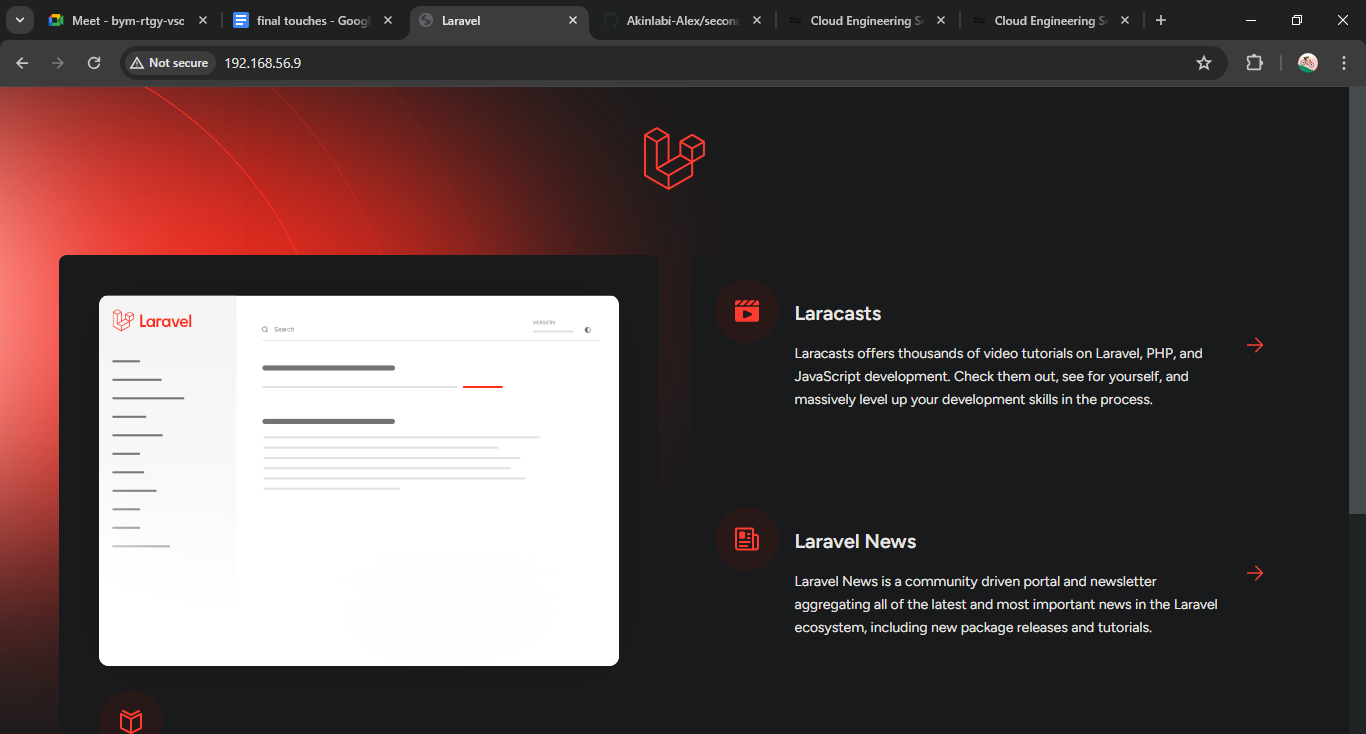 Meet - bym-rtgy-vsc
final touches - Goog
Laravel
Akinlabi-Alex/second
Cloud Engineering S
Cloud Engineering S
Not secure
192.168.56.9
Laravel
Search
VERSION
Laracasts
Laracasts offers thousands of video tutorials on Laravel, PHP, and
JavaScript development. Check them out, see for yourself, and
massively level up your development skills in the process.
Laravel News
Laravel News is a community driven portal and newsletter
aggregating all of the latest and most important news in the Laravel
ecosystem, including new package releases and tutorials.